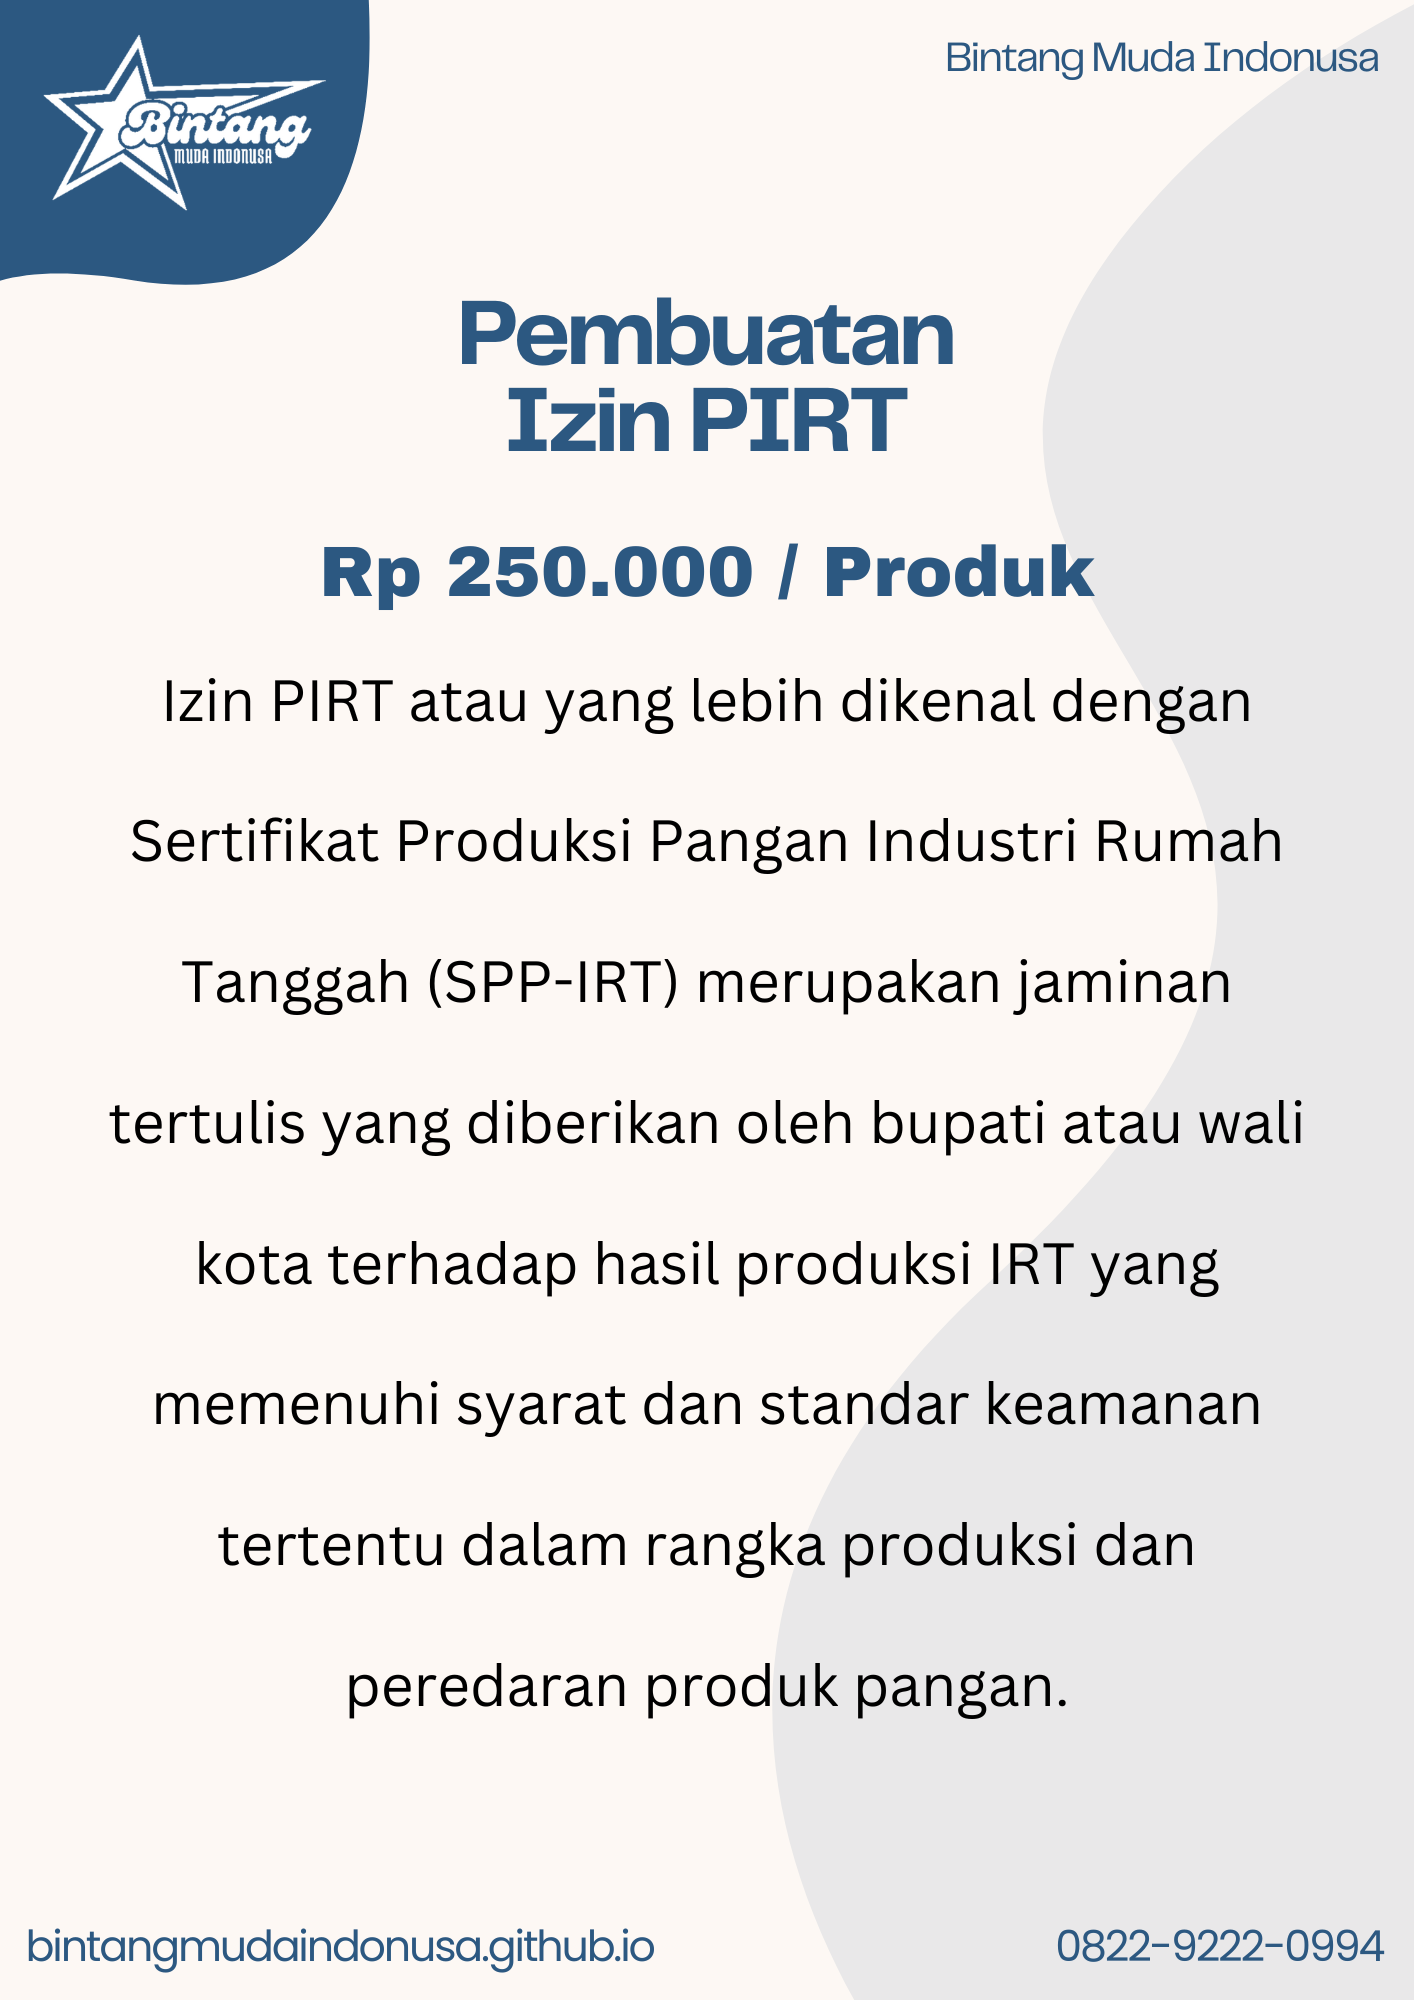 Bintang
MUDA INDONUSA
Bintang Muda Indonusa
Pembuatan
Izin PIRT
Rp 250.000 / Produk
Izin PIRT atau yang lebih dikenal dengan
Sertifikat Produksi Pangan Industri Rumah
Tanggah (SPP-IRT) merupakan jaminan
tertulis yang diberikan oleh bupati atau wali
kota terhadap hasil produksi IRT yang
memenuhi syarat dan standar keamanan
tertentu dalam rangka produksi dan
peredaran produk pangan.
bintangmudaindonusa.github.io
0822-9222-0994